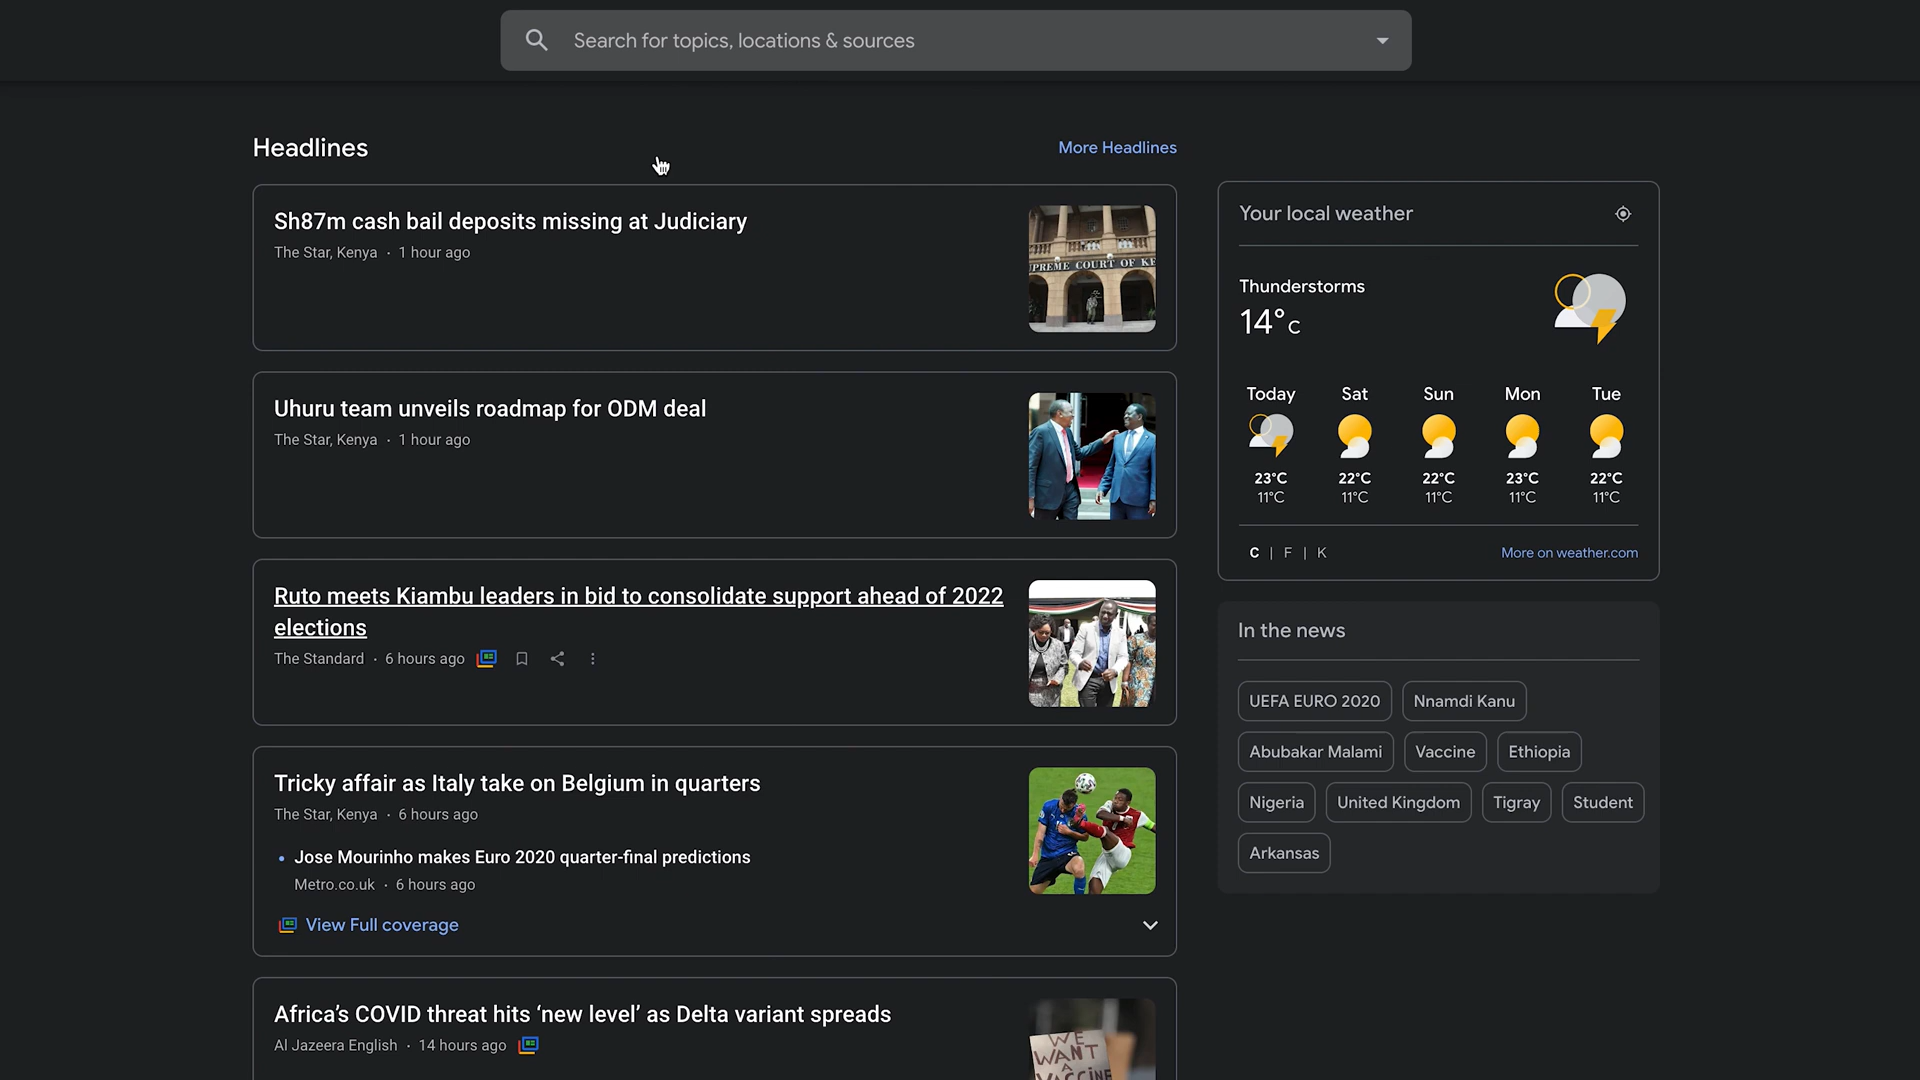 Search for topics, locations & sources
Headlines
More Headlines
Sh87m cash bail deposits missing at Judiciary
The Star, Kenya · 1 hour ago
UPREME COURT OF KE
Uhuru team unveils roadmap for ODM deal
The Star, Kenya · 1 hour ago
Ruto meets Kiambu leaders in bid to consolidate support ahead of 2022
elections
The Standard · 6 hours ago
Tricky affair as Italy take on Belgium in quarters
The Star, Kenya · 6 hours ago
• Jose Mourinho makes Euro 2020 quarter-final predictions
Metro.co.uk · 6 hours ago
View Full coverage
Africa’s COVID threat hits ‘new level’ as Delta variant spreads
Al Jazeera English · 14 hours ago
WE
WANT
A
VACCINE
Your local weather
Thunderstorms
14°C
Today Sat Sun Mon Tue
23°C 22°C 22°C 23°C 22°C
11°C 11°C 11°C 11°C 11°C
C | F | K
More on weather.com
In the news
UEFA EURO 2020 Nnamdi Kanu
Abubakar Malami Vaccine Ethiopia
Nigeria United Kingdom Tigray Student
Arkansas